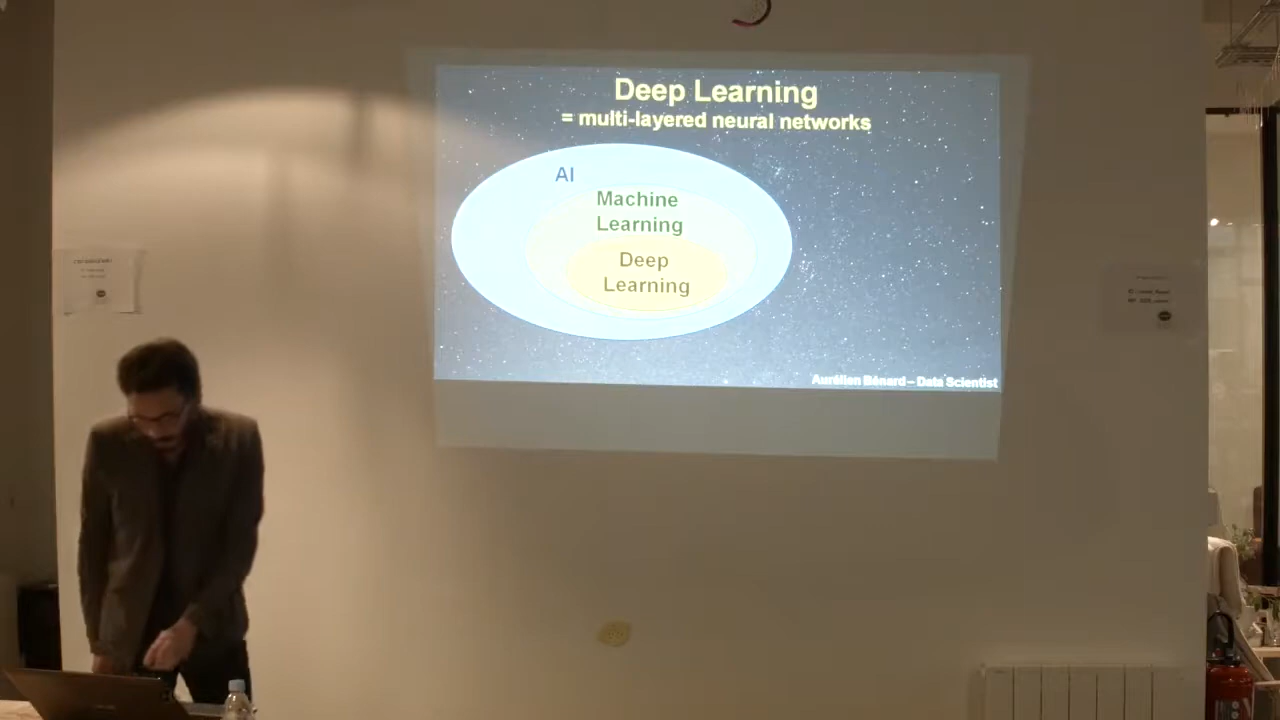 Deep Learning
= multi-layered neural networks
AI
Machine
Learning
Deep
Learning
Aurélien Bénard – Data Scientist